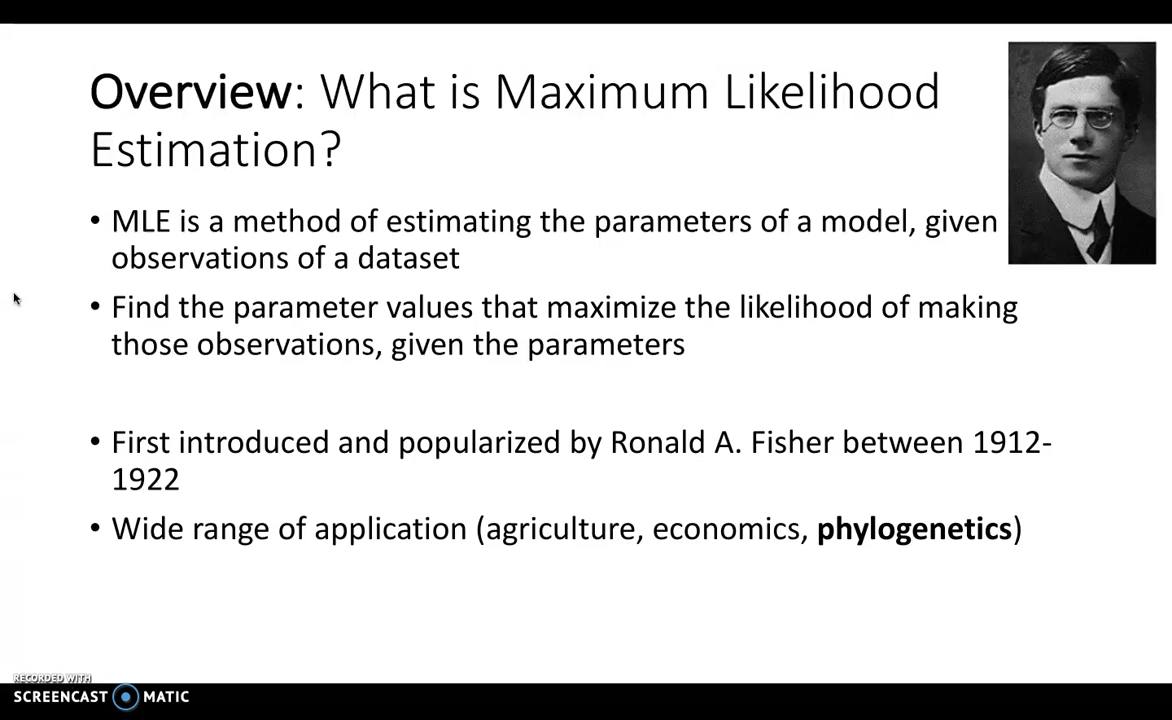 Overview: What is Maximum Likelihood
Estimation?
• MLE is a method of estimating the parameters of a model, given
observations of a dataset
• Find the parameter values that maximize the likelihood of making
those observations, given the parameters
• First introduced and popularized by Ronald A. Fisher between 1912-
1922
• Wide range of application (agriculture, economics, phylogenetics)
RECORDED WITH
SCREENCAST MATIC